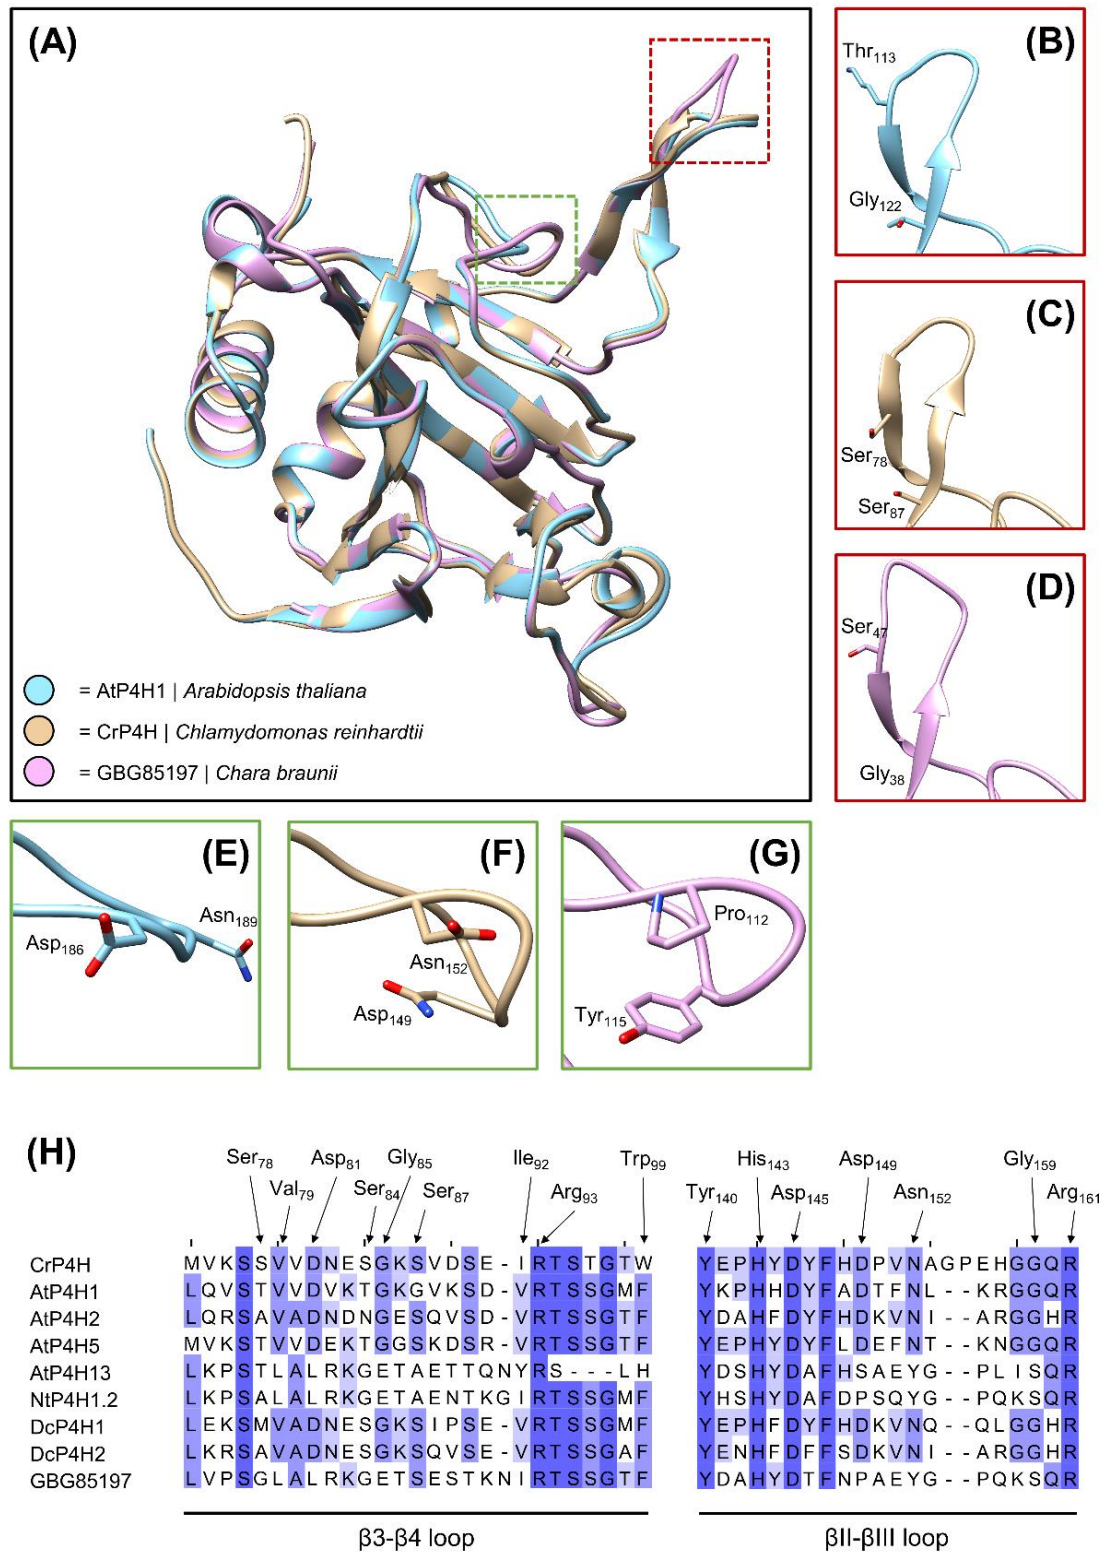 (A)
= AtP4H1 | Arabidopsis thaliana
= CrP4H | Chlamydomonas reinhardtii
= GBG85197 | Chara braunii
(B)
Thr113
Gly122
(C)
Ser78
Ser87
(D)
Ser47
Gly38
(E)
Asn189
Asp186
(F)
Asn152
Asp149
(G)
Pro112
Tyr115
(H)
Ser78 Asp81 Gly85 Ile92 Trp99 His143 Asp149 Gly159
Val79 Ser84 Ser87 Arg93 Tyr140 Asp145 Asn152 Arg161
CrP4H MVKSSVVDNESGKSVDSE-IRTSTGTW YEPHYDYFHDPVNAGPEHGGQR
AtP4H1 LQVSTVVDVKTGKGVKSD-VRTSSGMF YKPHHDYFADTFNL--KRGGQR
AtP4H2 LQRSAVADNDNGESQVSD-VRTSSGTF YDAHFDYFHDKVNI--ARGGHR
AtP4H5 MVKSTVVDEKTGGSKDSR-VRTSSGTF YEPHYDYFLDEFNT--KNGGQR
AtP4H13 LKPSTLALRKGETAETTQNYRS---LH YDSHYDAFHSAEYG--PLISQR
NtP4H1.2 LKPSALALRKGETAENTKGIRTSSGMF YHSHYDAFDPSQYG--PQKSQR
DcP4H1 LEKSMVADNESGKSIPSE-VRTSSGMF YEPHFDYFHDKVNQ--QLGGHR
DcP4H2 LKRSAVADNESGKSQVSE-VRTSSGAF YENHFDFFSDKVNI--ARGGHR
GBG85197 LVPSGLALRKGETSESTKNIRTSSGTF YDAHYDTFNPAEYG--PQKSQR
β3-β4 loop βII-βIII loop